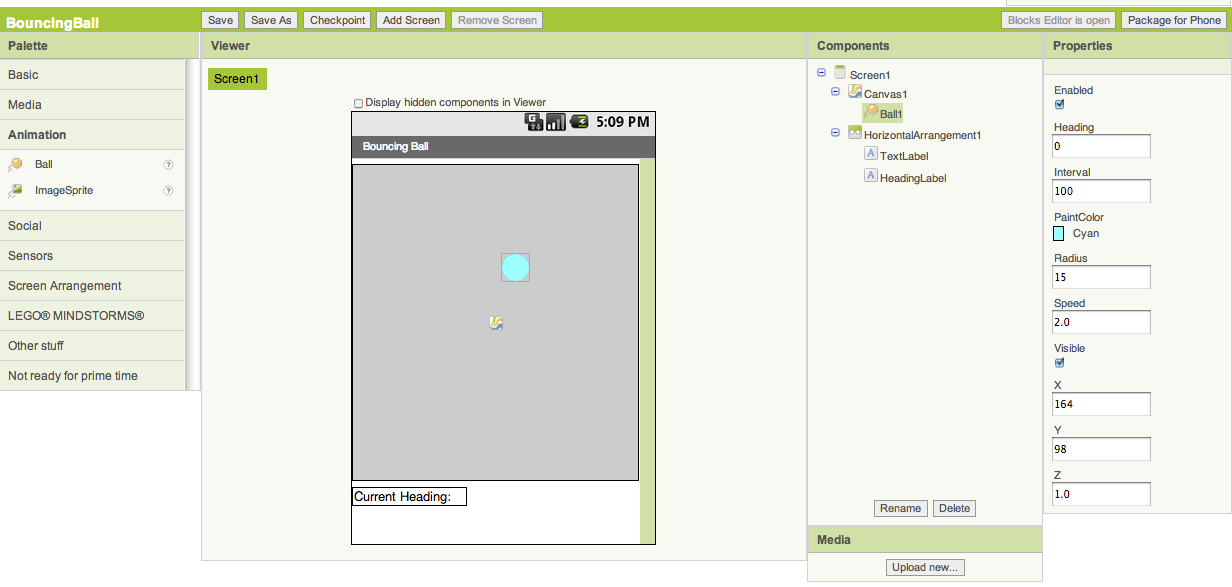 BouncingBall
Save
Save As
Checkpoint
Add Screen
Remove Screen
Blocks Editor is open
Package for Phone
Palette
Basic
Media
Animation
Ball
?
ImageSprite
?
Social
Sensors
Screen Arrangement
LEGO® MINDSTORMS®
Other stuff
Not ready for prime time
Viewer
Screen1
Display hidden components in Viewer
G
5:09 PM
Bouncing Ball
Current Heading:
Components
Screen1
Canvas1
Ball1
HorizontalArrangement1
A
TextLabel
A
HeadingLabel
Rename
Delete
Media
Upload new...
Properties
Enabled
Heading
0
Interval
100
PaintColor
Cyan
Radius
15
Speed
2.0
Visible
X
164
Y
98
Z
1.0